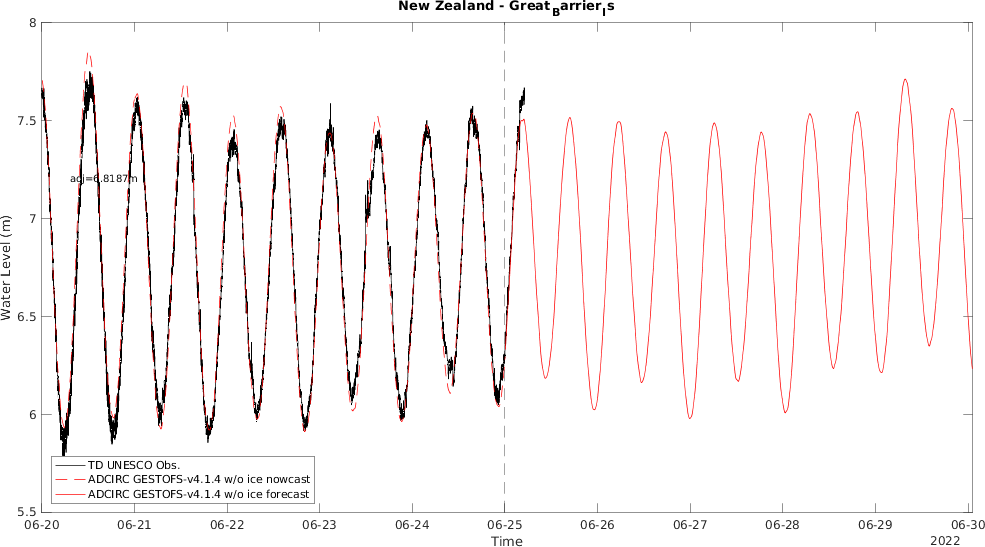 New Zealand - Great_Barrier_Is
8
7.5
adj=6.8187m
7
Water Level (m)
6.5
6
TD UNESCO Obs.
ADCIRC GESTOFS-v4.1.4 w/o ice nowcast
ADCIRC GESTOFS-v4.1.4 w/o ice forecast
5.5
06-20 06-21 06-22 06-23 06-24 06-25 06-26 06-27 06-28 06-29 06-30
Time 2022